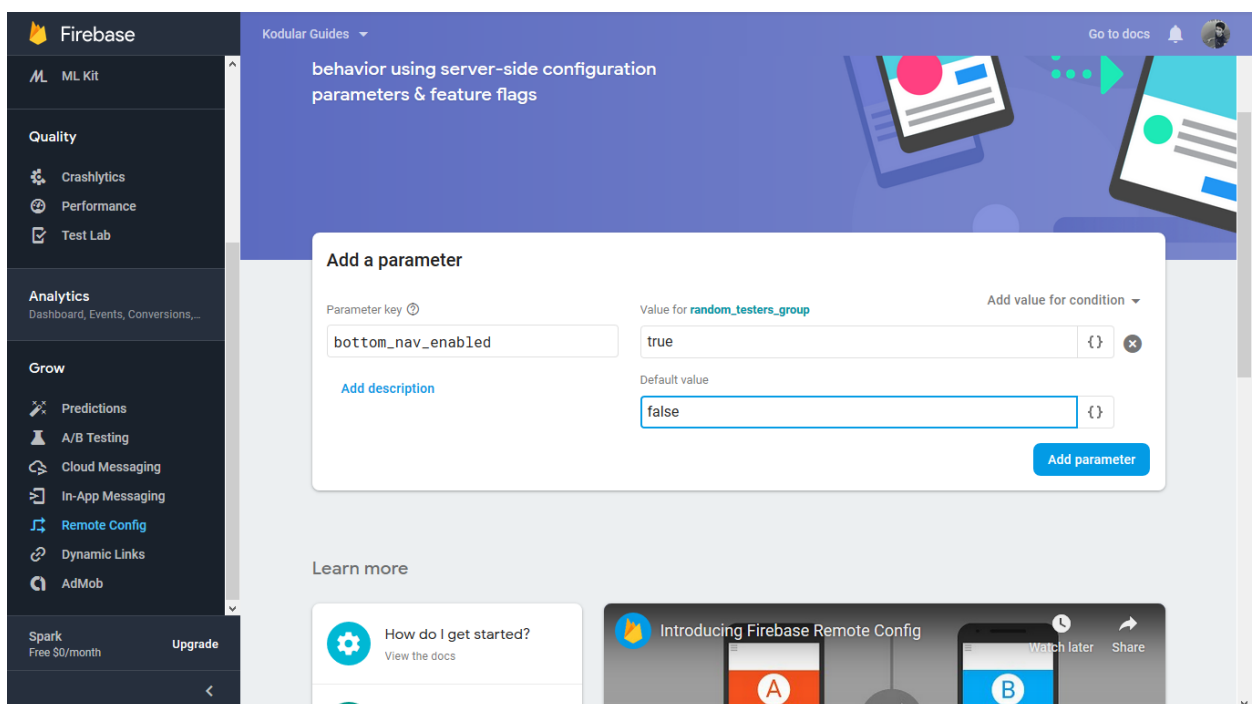 Firebase
ML Kit
Quality
Crashlytics
Performance
Test Lab
Analytics
Dashboard, Events, Conversions,...
Grow
Predictions
A/B Testing
Cloud Messaging
In-App Messaging
Remote Config
Dynamic Links
AdMob
Spark
Free $0/month
Upgrade
Kodular Guides
Go to docs
behavior using server-side configuration
parameters & feature flags
Add a parameter
Parameter key
bottom_nav_enabled
Add description
Value for random_testers_group
Add value for condition
true
{}
Default value
false
{}
Add parameter
Learn more
How do I get started?
View the docs
Introducing Firebase Remote Config
Watch later
Share
A
B